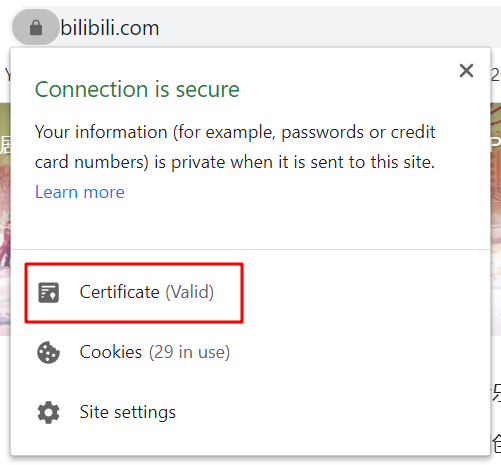 bilibili.com
Connection is secure
Your information (for example, passwords or credit
card numbers) is private when it is sent to this site.
Learn more
Certificate (Valid)
Cookies (29 in use)
Site settings